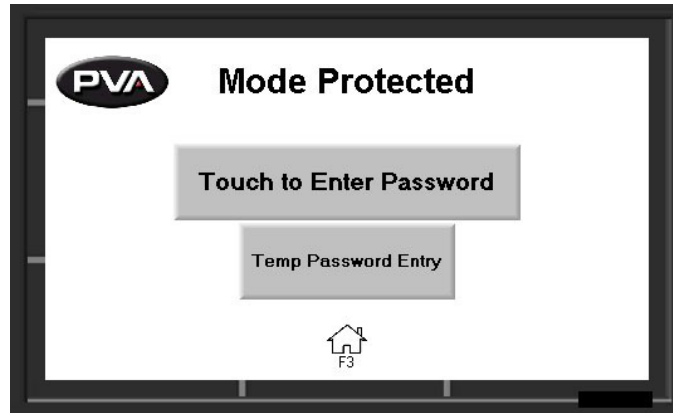 PVA
Mode Protected
Touch to Enter Password
Temp Password Entry
F3